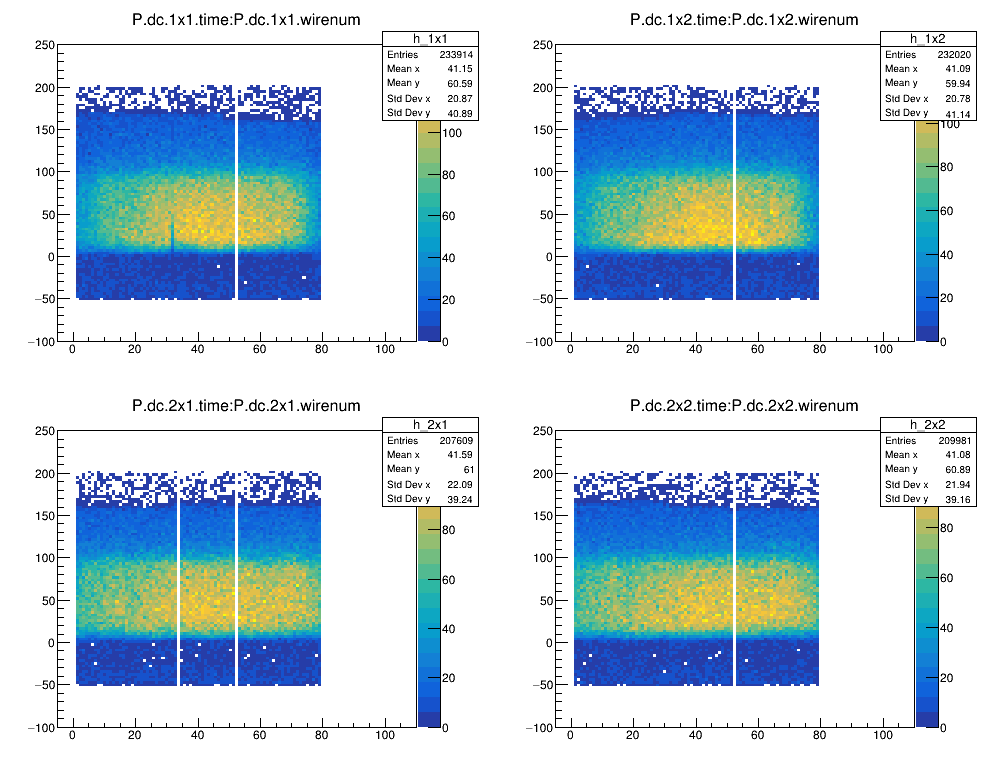 P.dc.1x1.time:P.dc.1x1.wirenum
h_1x1
Entries 233914
Mean x 41.15
Mean y 60.59
Std Dev x 20.87
Std Dev y 40.89
250
200
150
100
50
0
−50
−100
0 20 40 60 80 100
100
80
60
40
20
0
P.dc.1x2.time:P.dc.1x2.wirenum
h_1x2
Entries 232020
Mean x 41.09
Mean y 59.94
Std Dev x 20.78
Std Dev y 41.14
250
200
150
100
50
0
−50
−100
0 20 40 60 80 100
100
80
60
40
20
0
P.dc.2x1.time:P.dc.2x1.wirenum
h_2x1
Entries 207609
Mean x 41.59
Mean y 61
Std Dev x 22.09
Std Dev y 39.24
250
200
150
100
50
0
−50
−100
0 20 40 60 80 100
80
60
40
20
0
P.dc.2x2.time:P.dc.2x2.wirenum
h_2x2
Entries 209981
Mean x 41.08
Mean y 60.89
Std Dev x 21.94
Std Dev y 39.16
250
200
150
100
50
0
−50
−100
0 20 40 60 80 100
80
60
40
20
0